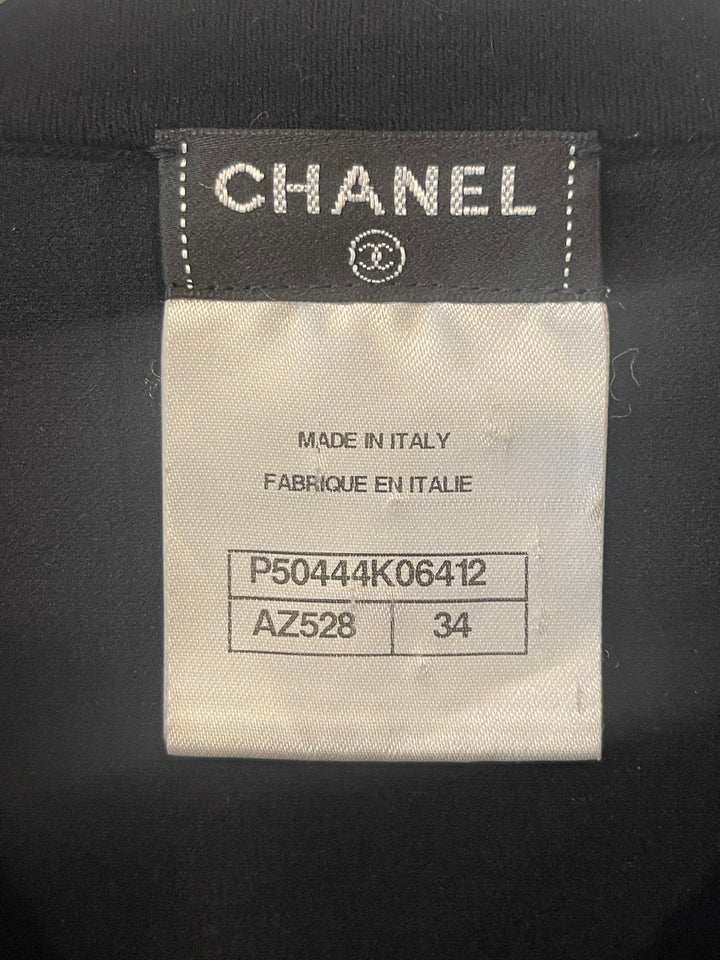 CHANEL
MADE IN ITALY
FABRIQUE EN ITALIE
P50444K06412
AZ528 34